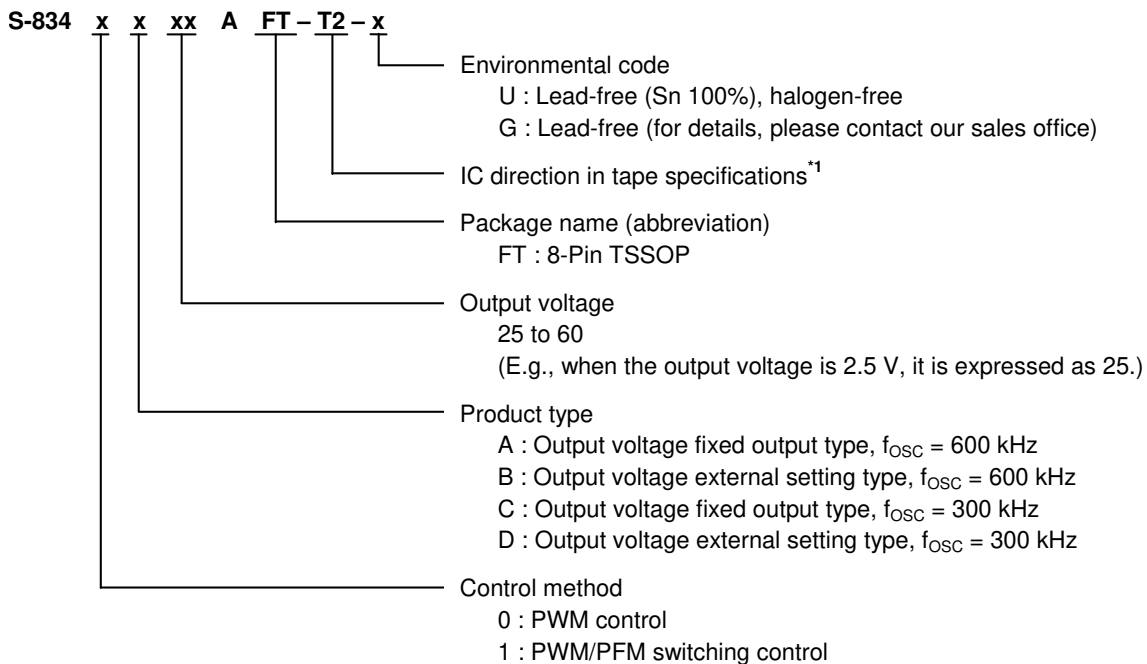 S-834 x x xx A FT – T2 – x
Environmental code
U : Lead-free (Sn 100%), halogen-free
G : Lead-free (for details, please contact our sales office)
IC direction in tape specifications*1
Package name (abbreviation)
FT : 8-Pin TSSOP
Output voltage
25 to 60
(E.g., when the output voltage is 2.5 V, it is expressed as 25.)
Product type
A : Output voltage fixed output type, fOSC = 600 kHz
B : Output voltage external setting type, fOSC = 600 kHz
C : Output voltage fixed output type, fOSC = 300 kHz
D : Output voltage external setting type, fOSC = 300 kHz
Control method
0 : PWM control
1 : PWM/PFM switching control